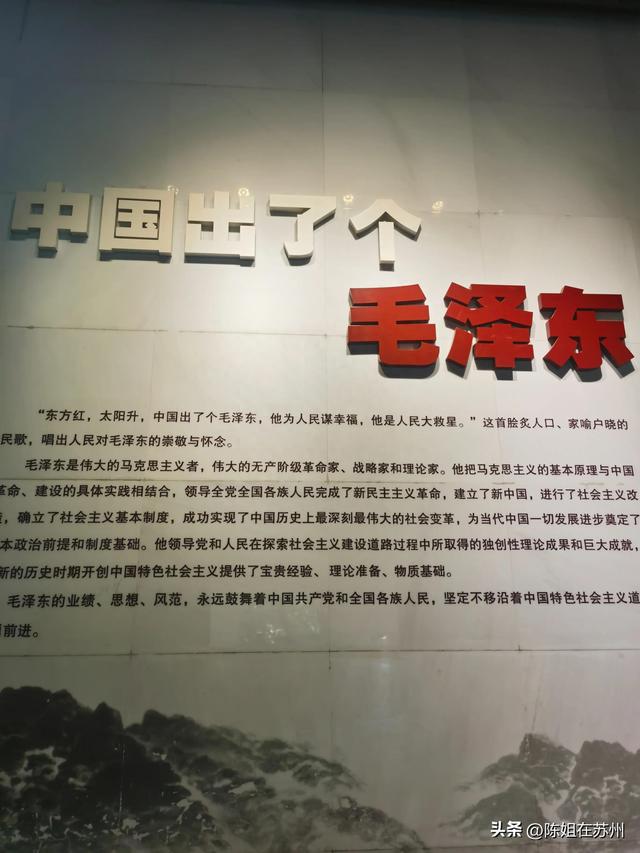 中国出了个
毛泽东
“东方红，太阳升，中国出了个毛泽东，他为人民谋幸福，他是人民大救星。”这首脍炙人口、家喻户晓的
民歌，唱出人民对毛泽东的崇敬与怀念。
毛泽东是伟大的马克思主义者，伟大的无产阶级革命家、战略家和理论家。他把马克思主义的基本原理与中国
革命、建设的具体实践相结合，领导全党全国各族人民完成了新民主主义革命，建立了新中国，进行了社会主义改
，确立了社会主义基本制度，成功实现了中国历史上最深刻最伟大的社会变革，为当代中国一切发展进步奠定了
本政治前提和制度基础。他领导党和人民在探索社会主义建设道路过程中所取得的独创性理论成果和巨大成就，
新的历史时期开创中国特色社会主义提供了宝贵经验、理论准备、物质基础。
毛泽东的业绩、思想、风范，永远鼓舞着中国共产党和全国各族人民，坚定不移沿着中国特色社会主义道
前进。
头条 @陈姐在苏州